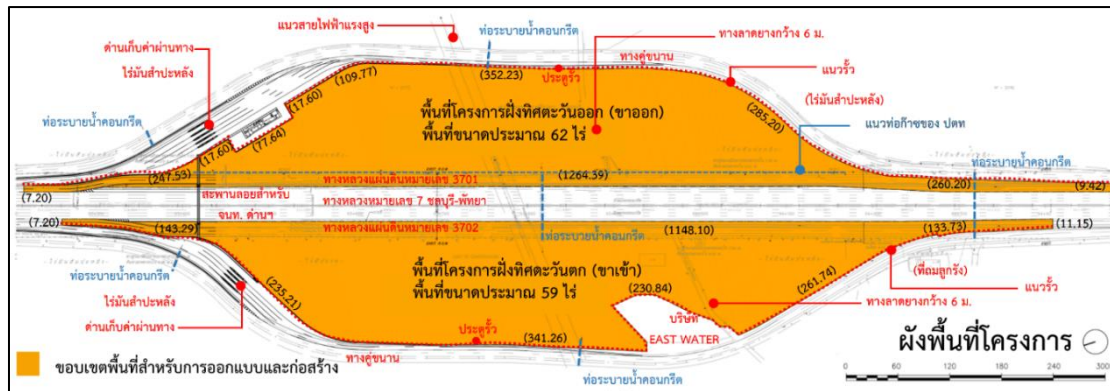 แนวสายไฟฟ้าแรงสูง
ท่อระบายน้ำคอนกรีต
ทางลาดยางกว้าง 6 ม.
ด่านเก็บค่าผ่านทาง
ไร่มันสำปะหลัง
ทางคู่ขนาน
แนวรั้ว
(109.77)
(352.23)
ประตูรั้ว
(17.60)
(ไร่มันสำปะหลัง)
พื้นที่โครงการฝั่งทิศตะวันออก (ขาออก)
พื้นที่ขนาดประมาณ 62 ไร่
(285.20)
ท่อระบายน้ำคอนกรีต
(77.64)
แนวท่อก๊าซของ ปตท
(17.60)
ท่อระบายน้ำคอนกรีต
(247.53)
ทางหลวงแผ่นดินหมายเลข 3701
(1264.39)
(260.20)
(9.42)
(7.20)
สะพานลอยสำหรับ
จนท. ด่านฯ
ทางหลวงหมายเลข 7 ชลบุรี-พัทยา
(7.20)
(143.29)
ทางหลวงแผ่นดินหมายเลข 3702
(1148.10)
(133.73)
(11.15)
ท่อระบายน้ำคอนกรีต
ท่อระบายน้ำคอนกรีต
พื้นที่โครงการฝั่งทิศตะวันตก (ขาเข้า)
พื้นที่ขนาดประมาณ 59 ไร่
(ที่ถมลูกรัง)
แนวรั้ว
(235.21)
(230.84)
(261.74)
ไร่มันสำปะหลัง
ทางลาดยางกว้าง 6 ม.
ด่านเก็บค่าผ่านทาง
บริษัท
EAST WATER
ประตูรั้ว
(341.26)
ทางคู่ขนาน
ผังพื้นที่โครงการ
ขอบเขตพื้นที่สำหรับการออกแบบและก่อสร้าง
ท่อระบายน้ำคอนกรีต
0 60 120 180 240 300